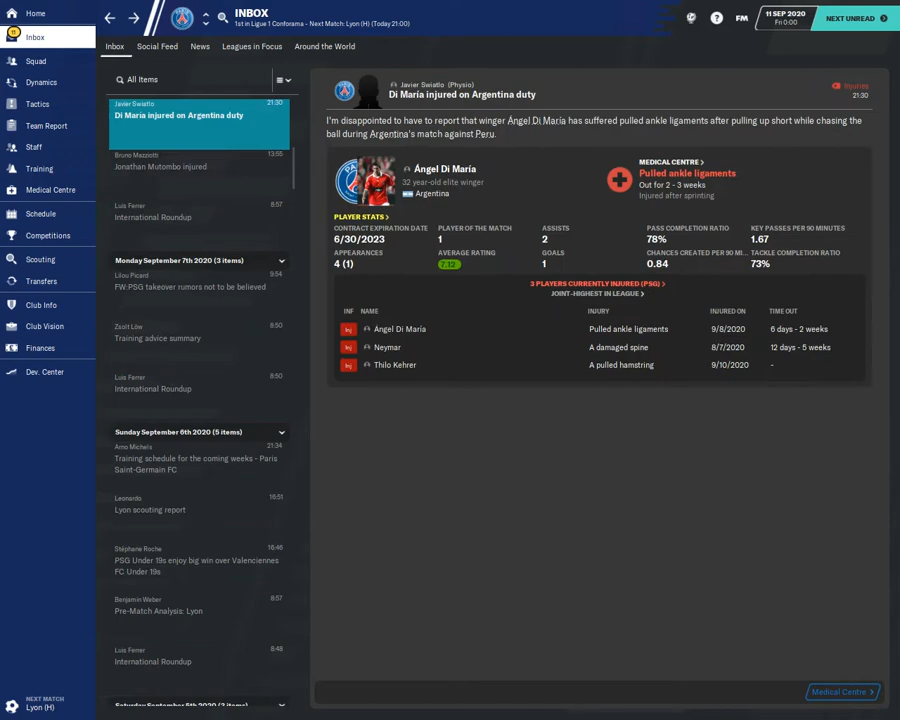 Home
Inbox
Squad
Dynamics
Tactics
Team Report
Staff
Training
Medical Centre
Schedule
Competitions
Scouting
Transfers
Club Info
Club Vision
Finances
Dev. Center
NEXT MATCH
Lyon (H)
INBOX
1st in Ligue 1 Conforama - Next Match: Lyon (H) (Today 21:00)
FM
11 SEP 2020
Fri 0:00
NEXT UNREAD
Inbox
Social Feed
News
Leagues in Focus
Around the World
All Items
Javier Swiatlo 21:30
Di María injured on Argentina duty
Bruno Mazziotti 13:55
Jonathan Mutombo injured
Luis Ferrer 8:57
International Roundup
Monday September 7th 2020 (3 items)
Lilou Picard 9:54
FW:PSG takeover rumors not to be believed
Zsolt Löw 8:50
Training advice summary
Luis Ferrer 8:50
International Roundup
Sunday September 6th 2020 (5 items)
Arno Michels 21:34
Training schedule for the coming weeks - Paris
Saint-Germain FC
Leonardo 16:51
Lyon scouting report
Stéphane Roche 16:46
PSG Under 19s enjoy big win over Valenciennes
FC Under 19s
Benjamin Weber 8:57
Pre-Match Analysis: Lyon
Luis Ferrer 8:48
International Roundup
Saturday September 5th 2020 (3 items)
Javier Swiatlo (Physio)
Di María injured on Argentina duty
Injuries
21:30
I'm disappointed to have to report that winger Ángel Di María has suffered pulled ankle ligaments after pulling up short while chasing the
ball during Argentina's match against Peru.
Ángel Di María
32 year-old elite winger
Argentina
MEDICAL CENTRE >
Pulled ankle ligaments
Out for 2 - 3 weeks
Injured after sprinting
PLAYER STATS >
CONTRACT EXPIRATION DATE PLAYER OF THE MATCH ASSISTS PASS COMPLETION RATIO KEY PASSES PER 90 MINUTES
6/30/2023 1 2 78% 1.67
APPEARANCES AVERAGE RATING GOALS CHANCES CREATED PER 90 MI... TACKLE COMPLETION RATIO
4 (1) 7.12 1 0.84 73%
3 PLAYERS CURRENTLY INJURED (PSG) >
JOINT-HIGHEST IN LEAGUE >
INF NAME INJURY INJURED ON TIME OUT
Inj Ángel Di María Pulled ankle ligaments 9/8/2020 6 days - 2 weeks
Inj Neymar A damaged spine 8/7/2020 12 days - 5 weeks
Inj Thilo Kehrer A pulled hamstring 9/10/2020 -
Medical Centre >